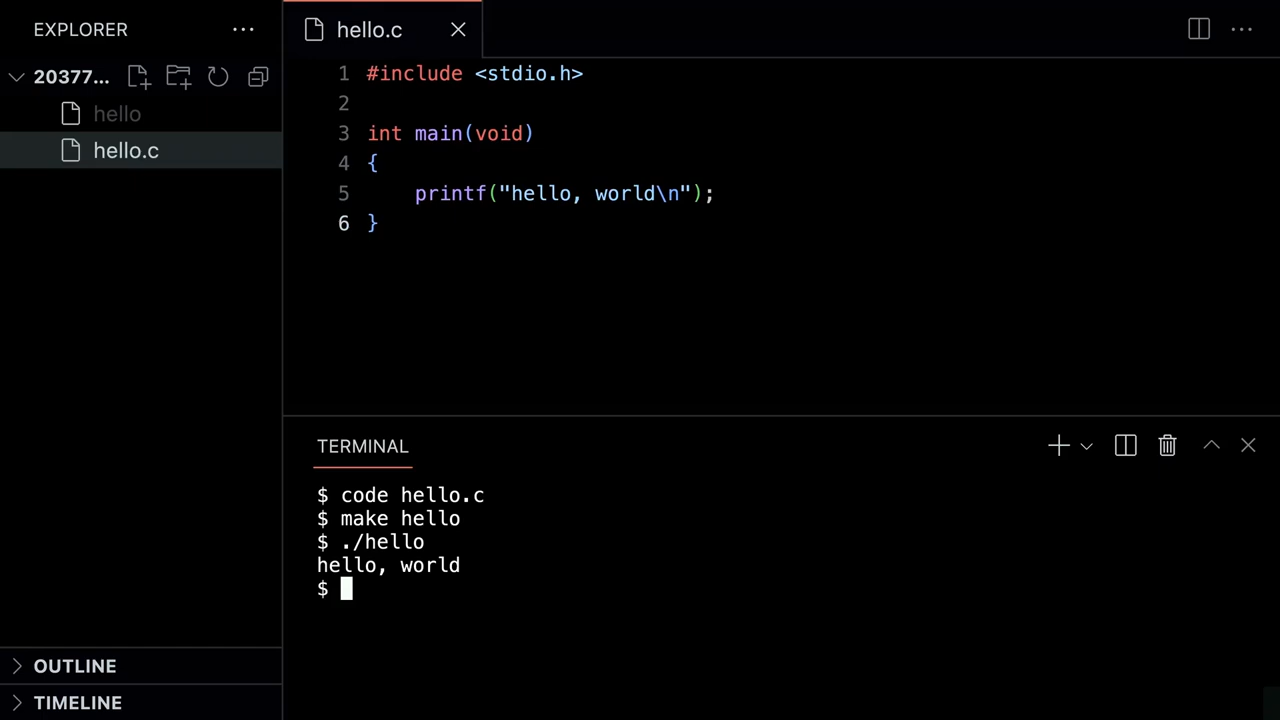 EXPLORER
20377...
hello
hello.c
OUTLINE
TIMELINE
hello.c
1 #include <stdio.h>
2
3 int main(void)
4 {
5     printf("hello, world\n");
6 }
TERMINAL
$ code hello.c
$ make hello
$ ./hello
hello, world
$